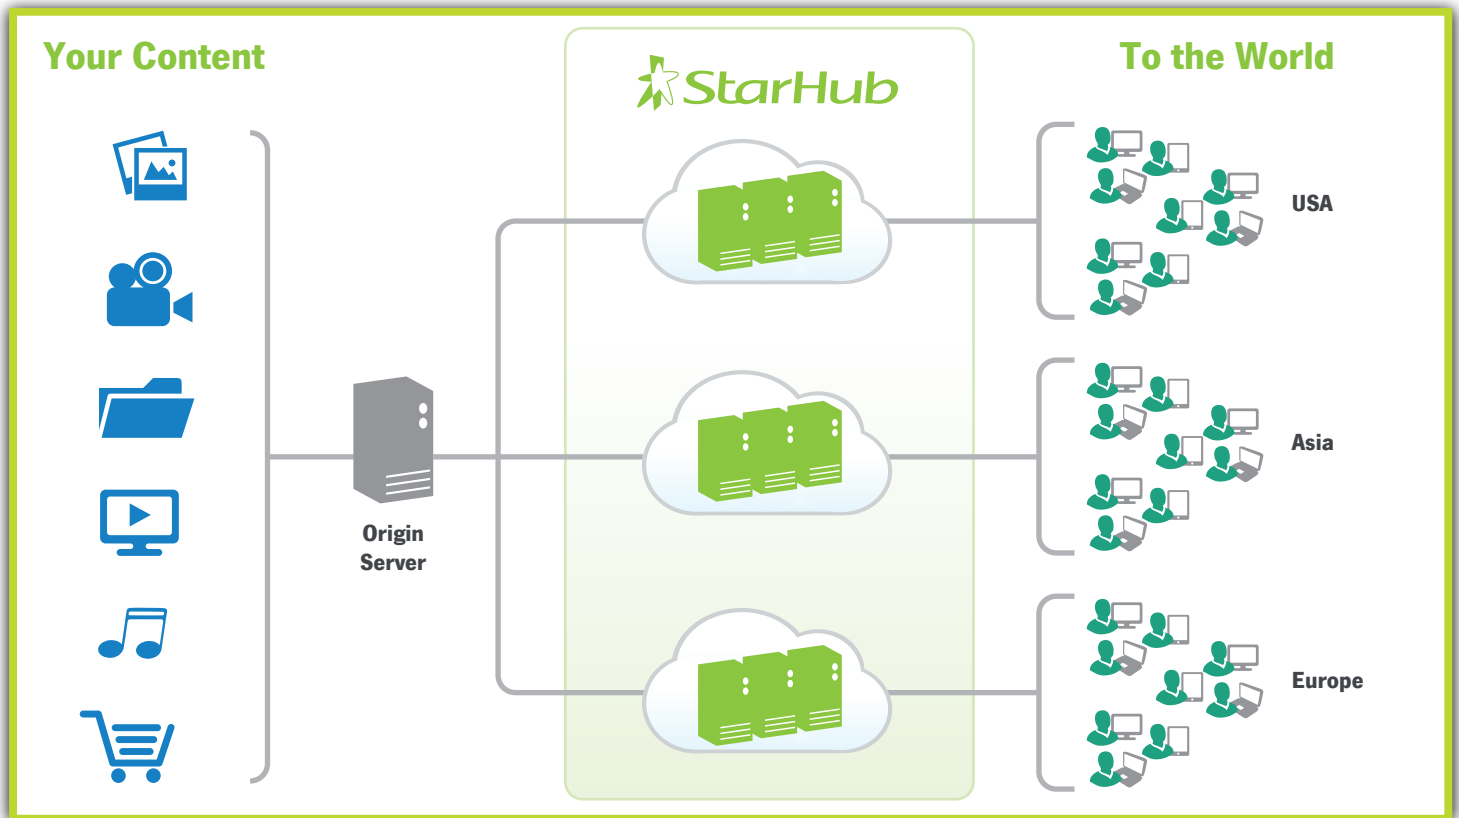 Your Content
StarHub
To the World
USA
Asia
Origin
Server
Europe